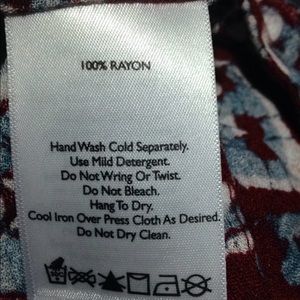 100% RAYON
Hand Wash Cold Separately.
Use Mild Detergent.
Do Not Wring Or Twist.
Do Not Bleach.
Hang To Dry.
Cool Iron Over Press Cloth As Desired.
Do Not Dry Clean.